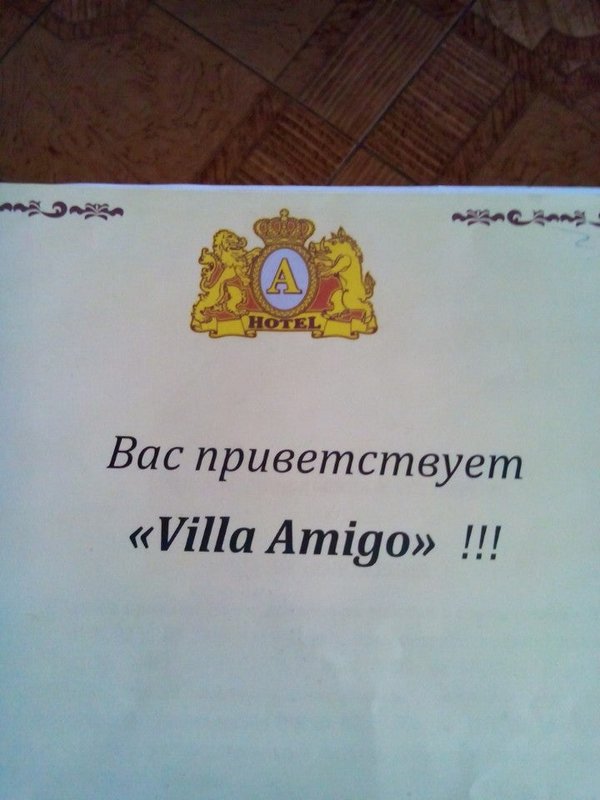 A
HOTEL
Вас приветствует
«Villa Amigo» !!!